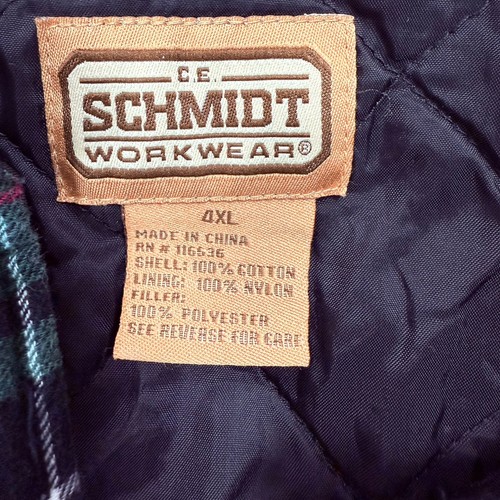 C.E.
SCHMIDT
WORKWEAR®
4XL
MADE IN CHINA
RN # 116536
SHELL: 100% COTTON
LINING: 100% NYLON
FILLER:
100% POLYESTER
SEE REVERSE FOR CARE